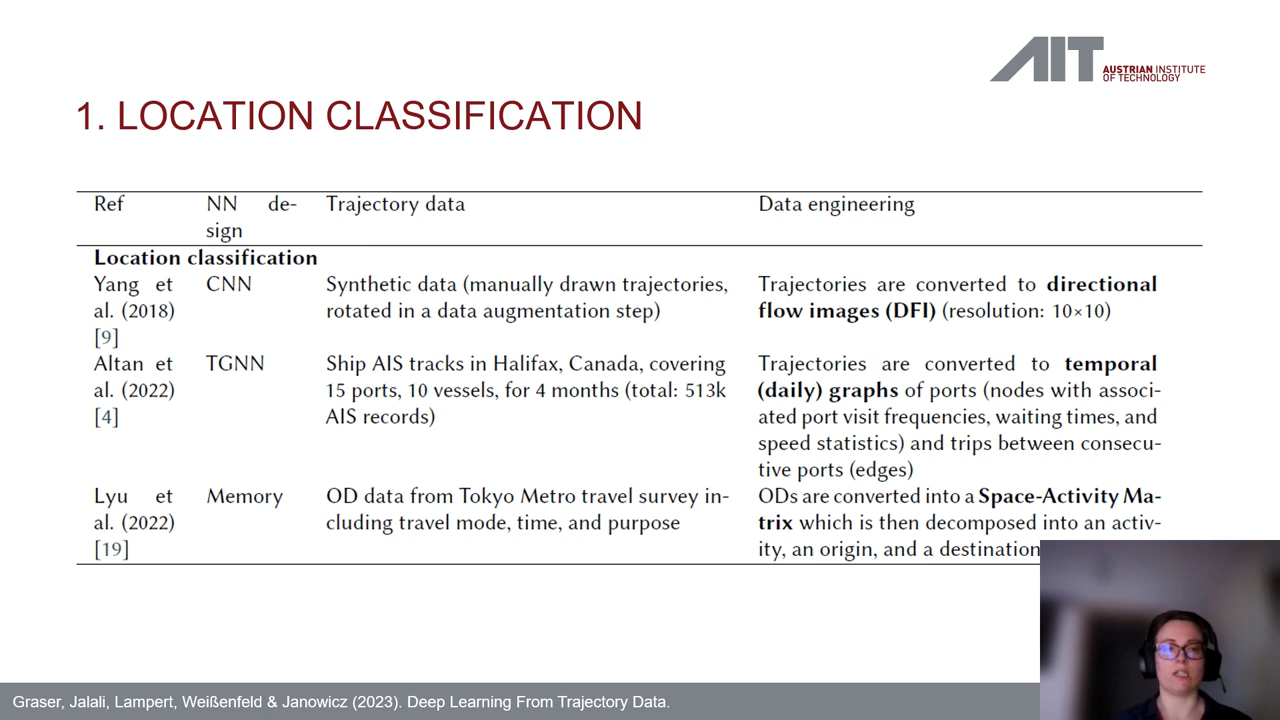 AIT
AUSTRIAN INSTITUTE
OF TECHNOLOGY
1. LOCATION CLASSIFICATION
Ref NN de- Trajectory data Data engineering
sign
Location classification
Yang et CNN Synthetic data (manually drawn trajectories, Trajectories are converted to directional
al. (2018) rotated in a data augmentation step) flow images (DFI) (resolution: 10×10)
[9]
Altan et TGNN Ship AIS tracks in Halifax, Canada, covering Trajectories are converted to temporal
al. (2022) 15 ports, 10 vessels, for 4 months (total: 513k (daily) graphs of ports (nodes with associ-
[4] AIS records) ated port visit frequencies, waiting times, and
speed statistics) and trips between consecu-
tive ports (edges)
Lyu et Memory OD data from Tokyo Metro travel survey in- ODs are converted into a Space-Activity Ma-
al. (2022) cluding travel mode, time, and purpose trix which is then decomposed into an activ-
[19] ity, an origin, and a destination
Graser, Jalali, Lampert, Weißenfeld & Janowicz (2023). Deep Learning From Trajectory Data.